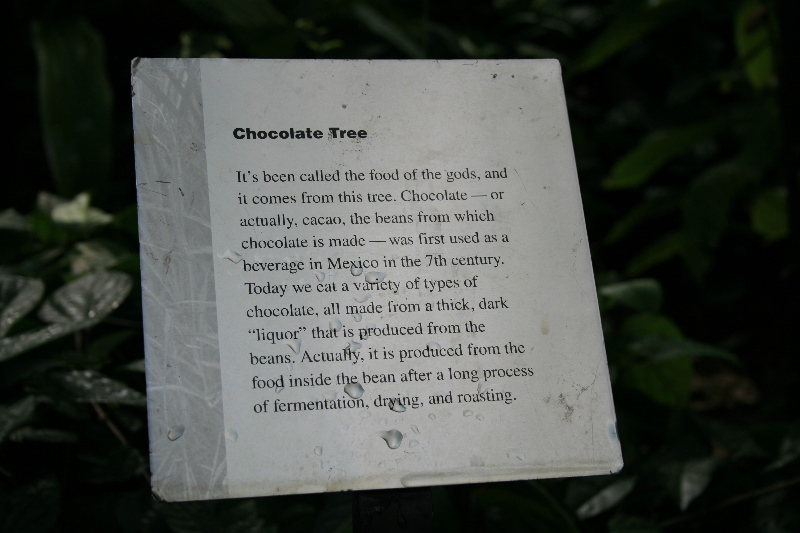 Chocolate Tree
It's been called the food of the gods, and
it comes from this tree. Chocolate — or
actually, cacao, the beans from which
chocolate is made — was first used as a
beverage in Mexico in the 7th century.
Today we eat a variety of types of
chocolate, all made from a thick, dark
“liquor” that is produced from the
beans. Actually, it is produced from the
food inside the bean after a long process
of fermentation, drying, and roasting.